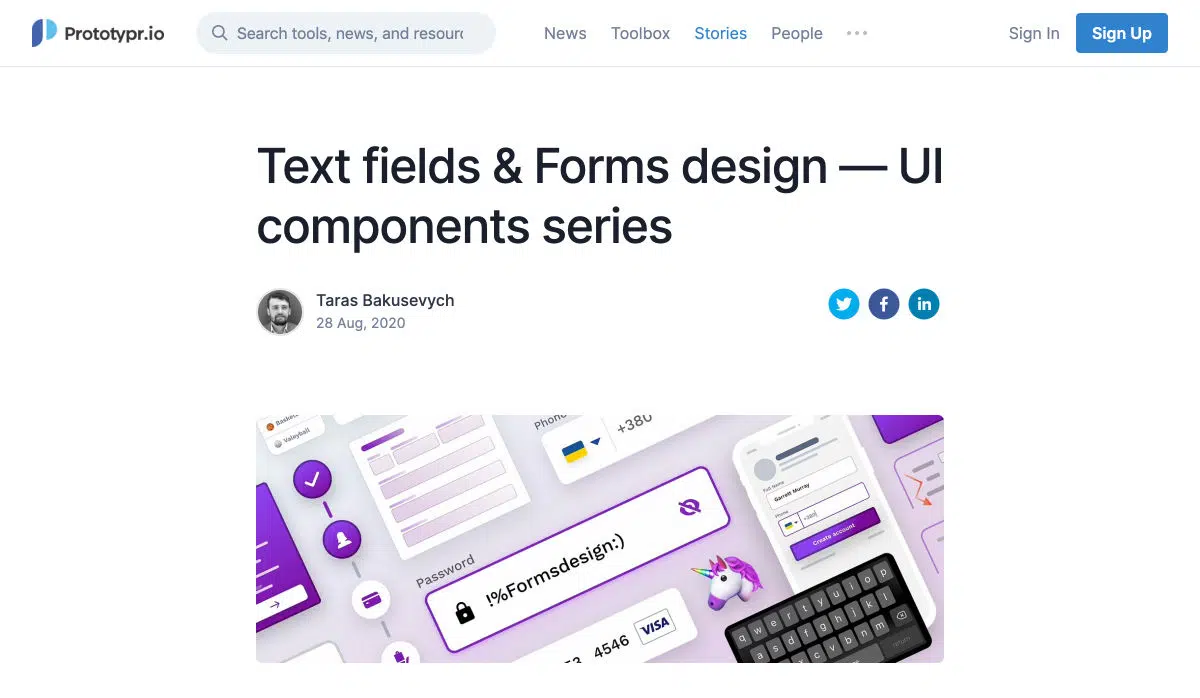 Prototypr.io
Search tools, news, and resourc
News
Toolbox
Stories
People
Sign In
Sign Up
Text fields & Forms design — UI
components series
Taras Bakusevych
28 Aug, 2020
Valeyball
Phone
+380
Password
!%Formsdesign:)
4546
VISA
Full Name
Garrett Murray
Phone
+380
Create account
q w e r t y u i o p
a s d f g h j k l
x c v b n m
return